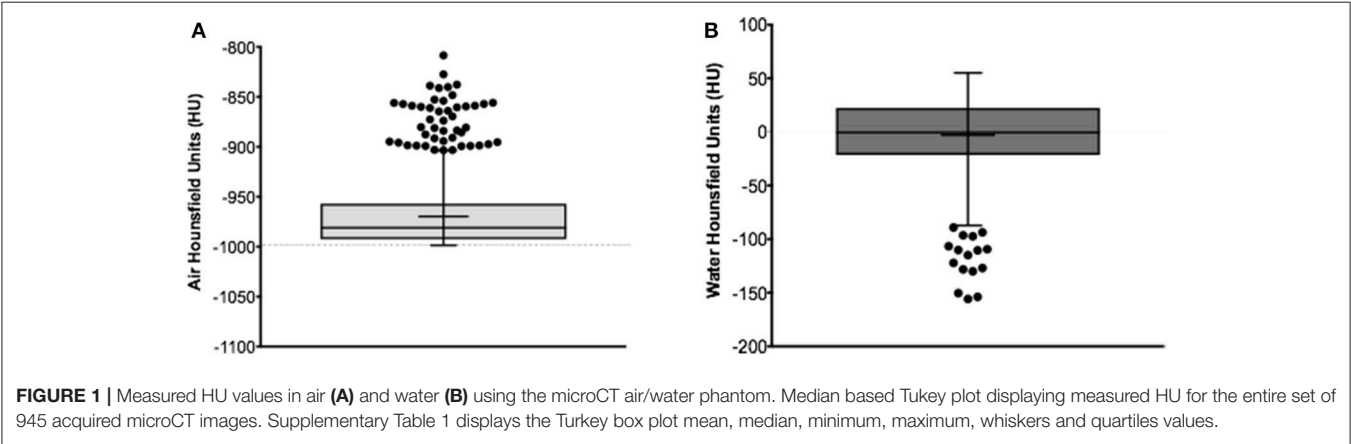 A
-800
-850
-900
-950
-1000
-1050
-1100
Air Hounsfield Units (HU)
B
100
50
0
-50
-100
-150
-200
Water Hounsfield Units (HU)
FIGURE 1 | Measured HU values in air (A) and water (B) using the microCT air/water phantom. Median based Tukey plot displaying measured HU for the entire set of
945 acquired microCT images. Supplementary Table 1 displays the Turkey box plot mean, median, minimum, maximum, whiskers and quartiles values.